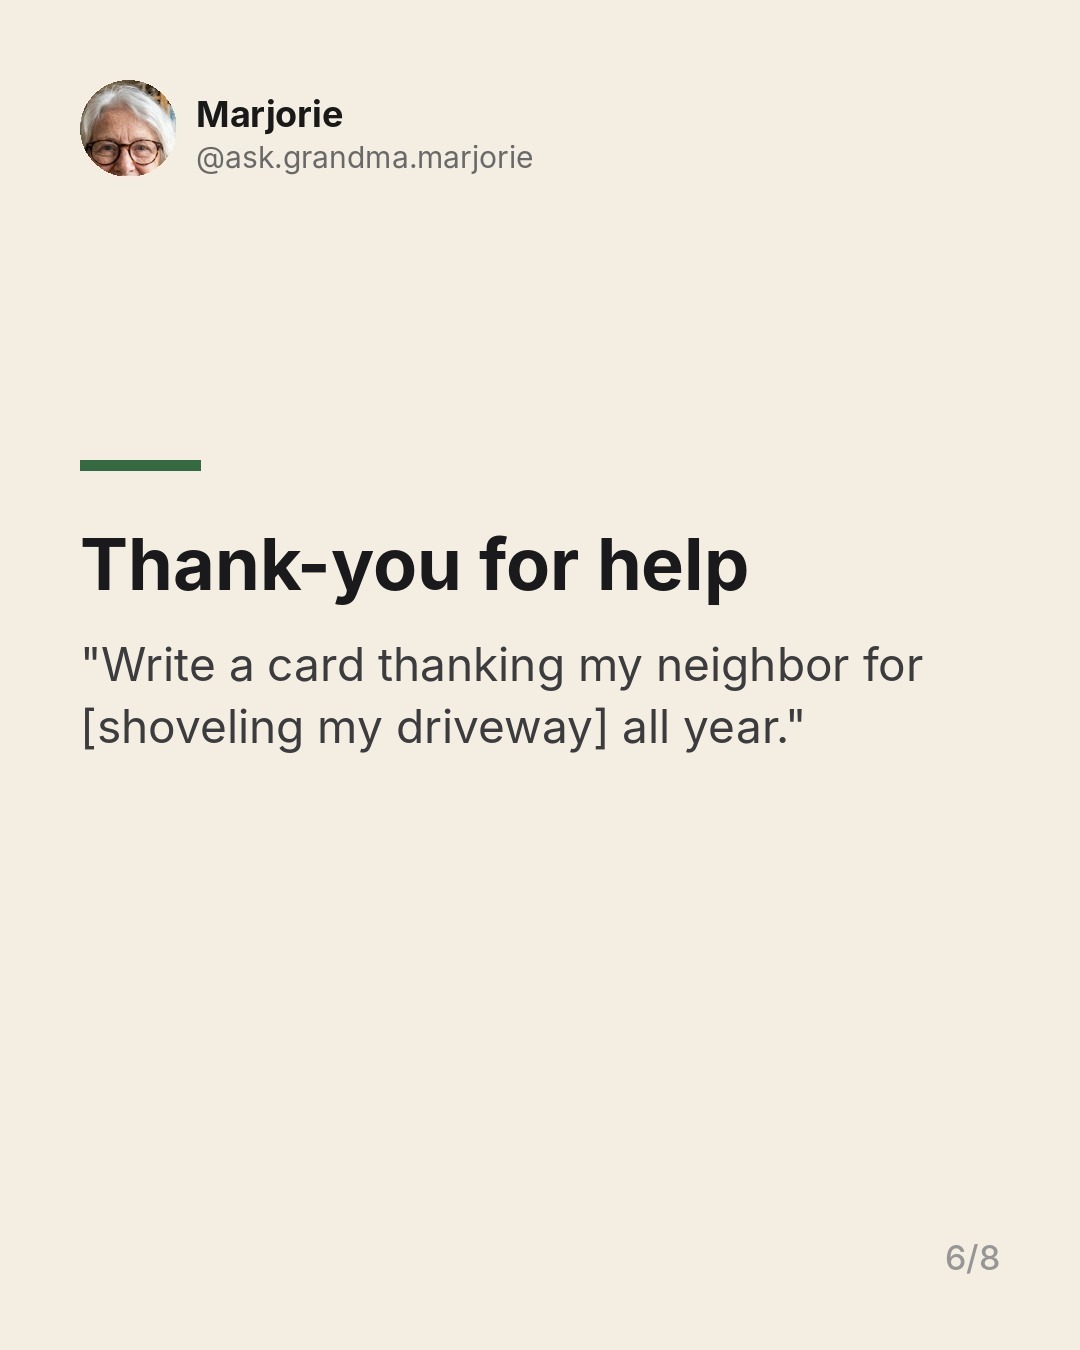 Marjorie
@ask.grandma.marjorie
Thank-you for help
"Write a card thanking my neighbor for
[shoveling my driveway] all year."
6/8